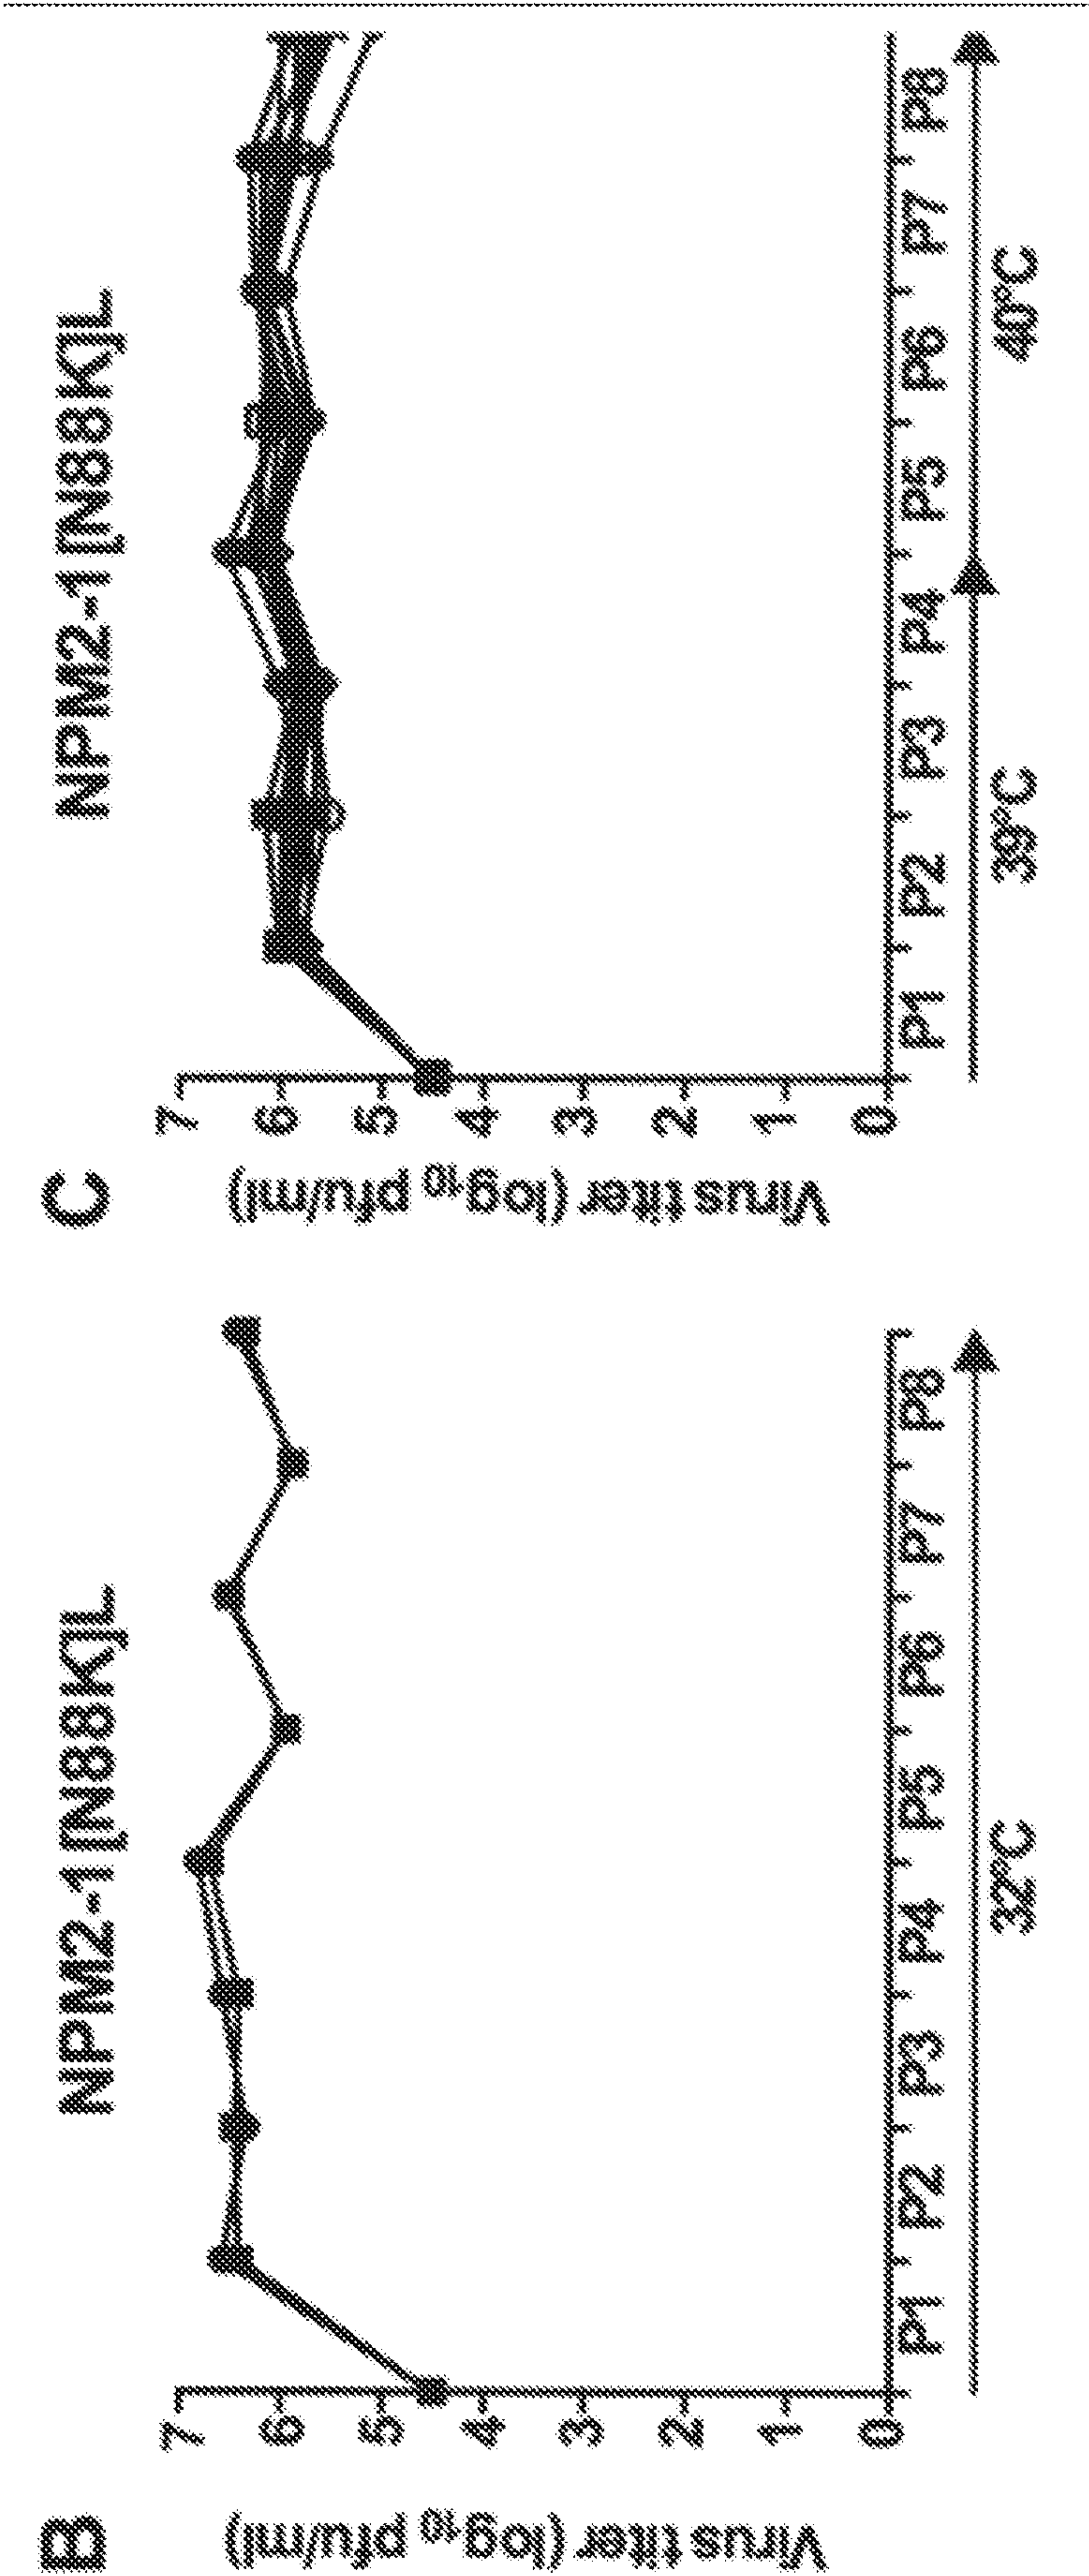 B
NPM2-1[N88K]L
Virus titer (log10 pfu/ml)
7
6
5
4
3
2
1
0
P1 P2 P3 P4 P5 P6 P7 P8
32°C
C
NPM2-1[N88K]L
Virus titer (log10 pfu/ml)
7
6
5
4
3
2
1
0
P1 P2 P3 P4 P5 P6 P7 P8
39°C 40°C